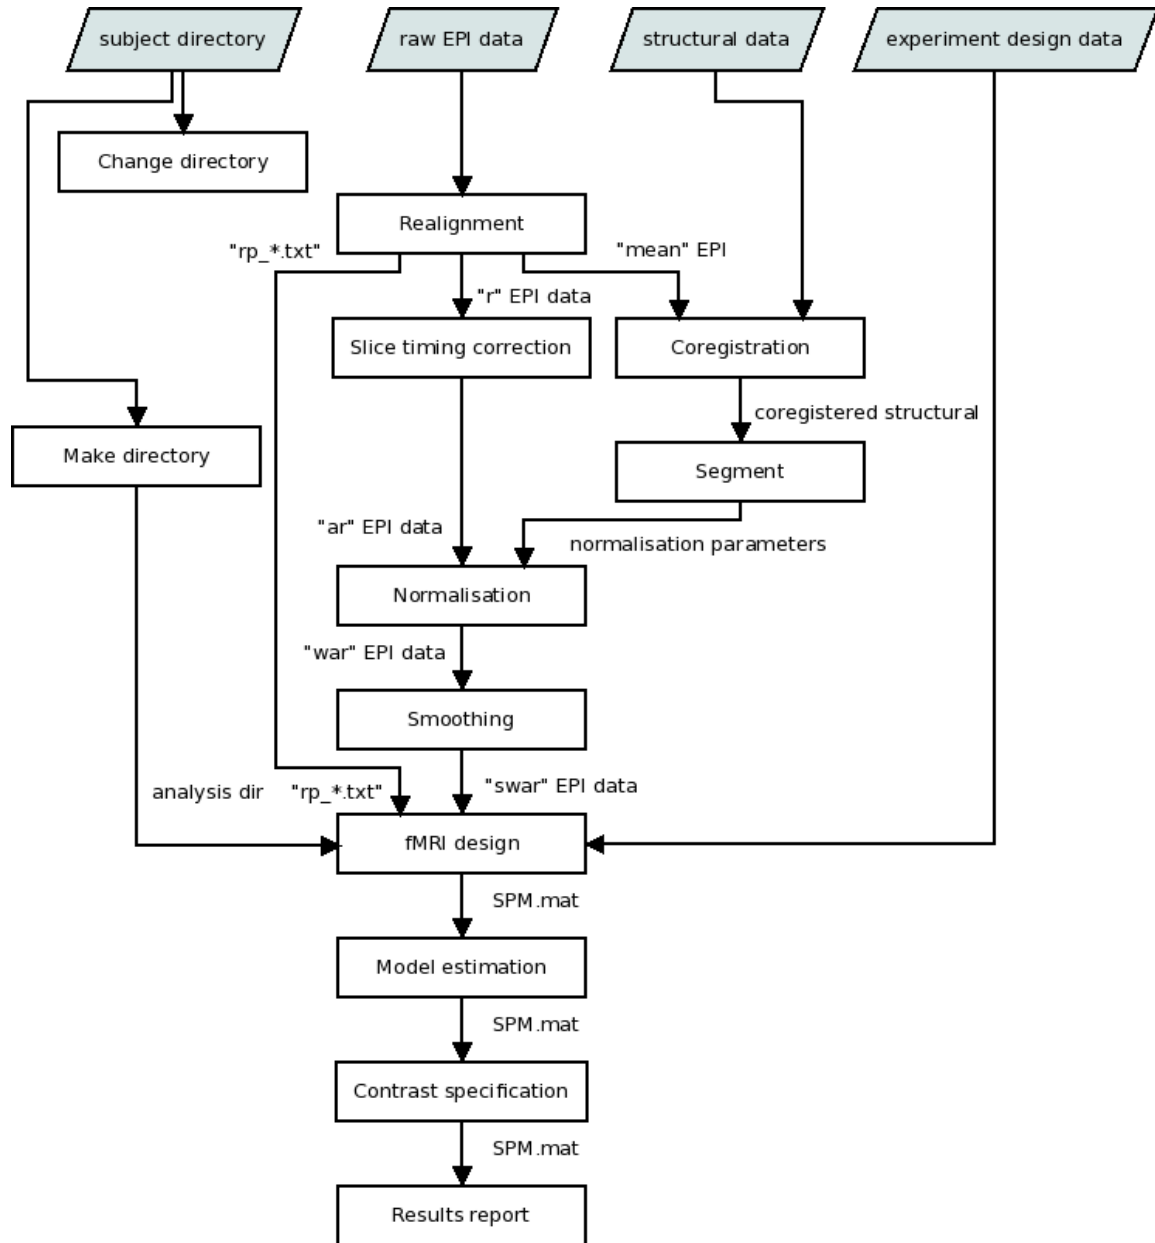 subject directory
raw EPI data
structural data
experiment design data
Change directory
Realignment
"rp_*.txt"
"mean" EPI
"r" EPI data
Slice timing correction
Coregistration
coregistered structural
Make directory
Segment
"ar" EPI data
normalisation parameters
Normalisation
"war" EPI data
Smoothing
analysis dir
"rp_*.txt"
"swar" EPI data
fMRI design
SPM.mat
Model estimation
SPM.mat
Contrast specification
SPM.mat
Results report